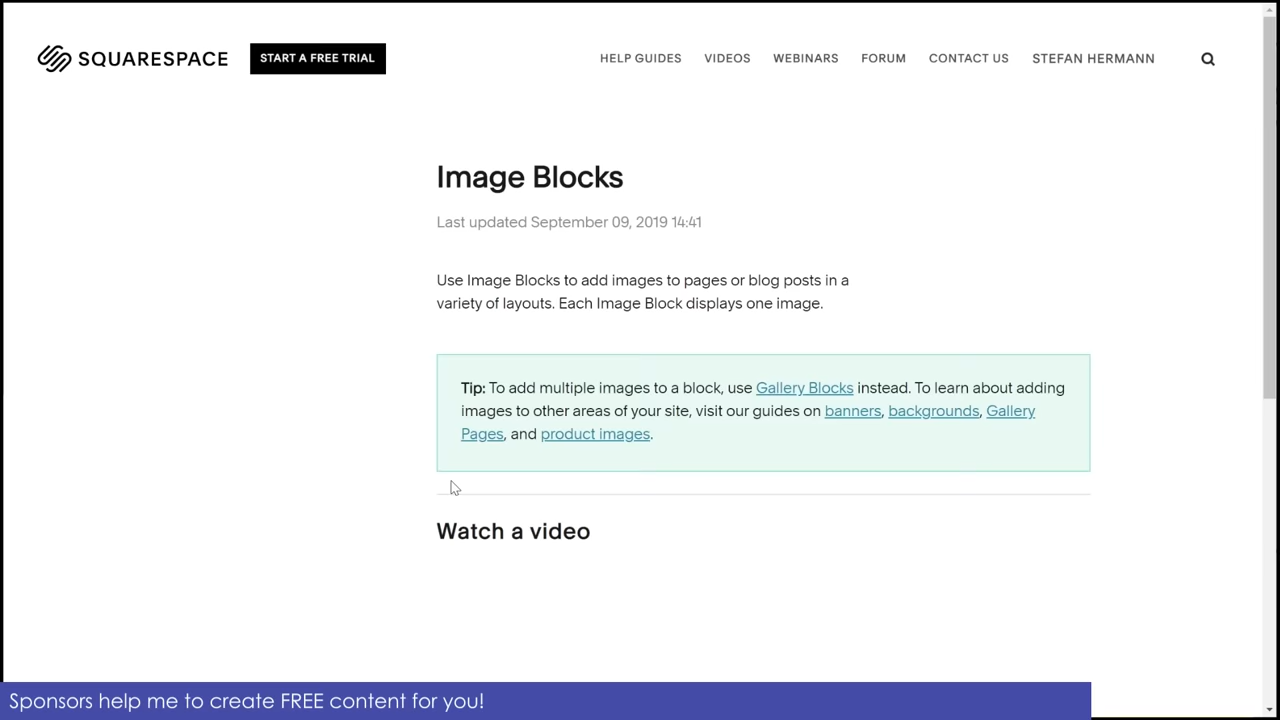 SQUARESPACE START A FREE TRIAL HELP GUIDES VIDEOS WEBINARS FORUM CONTACT US STEFAN HERMANN
Image Blocks
Last updated September 09, 2019 14:41
Use Image Blocks to add images to pages or blog posts in a
variety of layouts. Each Image Block displays one image.
Tip: To add multiple images to a block, use Gallery Blocks instead. To learn about adding
images to other areas of your site, visit our guides on banners, backgrounds, Gallery
Pages, and product images.
Watch a video
Sponsors help me to create FREE content for you!